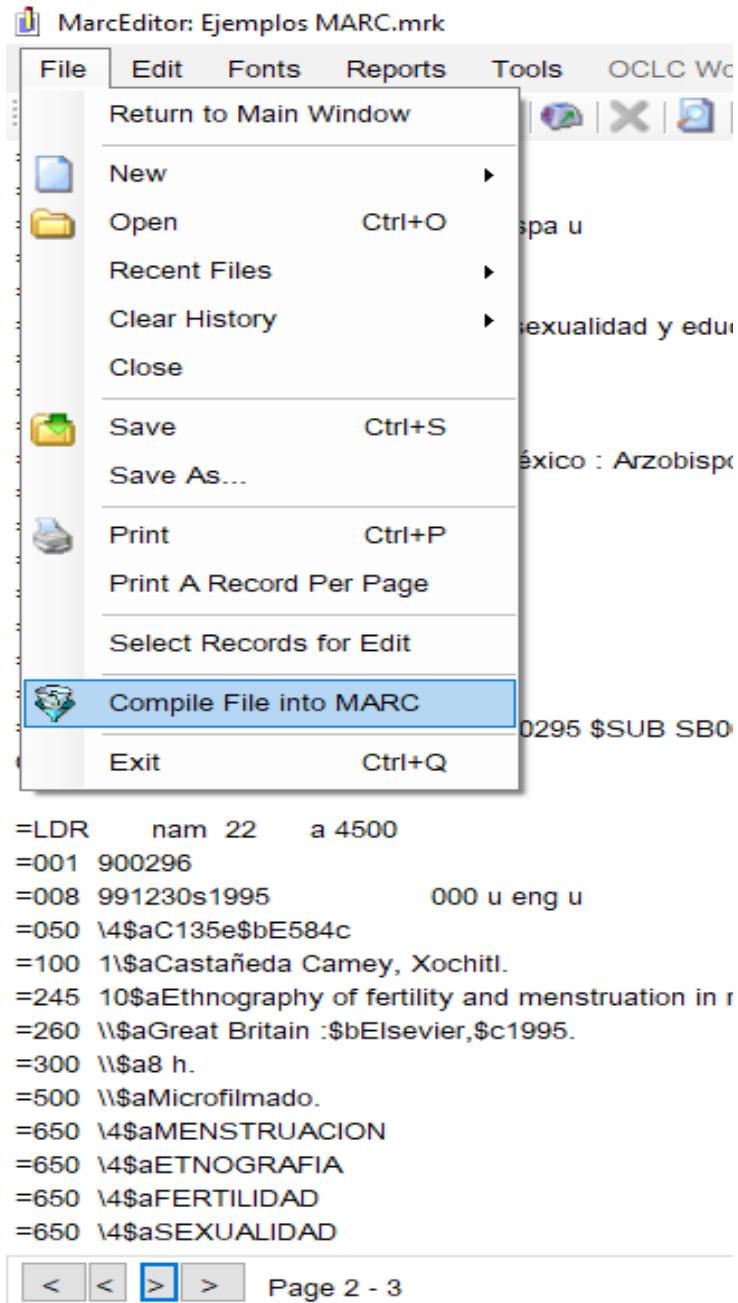 MarcEditor: Ejemplos MARC.mrk
File Edit Fonts Reports Tools OCLC Wo
Return to Main Window
New
Open Ctrl+O
spa u
Recent Files
Clear History
sexualidad y edu
Close
Save Ctrl+S
éxico : Arzobisp
Save As...
Print Ctrl+P
Print A Record Per Page
Select Records for Edit
Compile File into MARC
0295 $SUB SB0
Exit Ctrl+Q
=LDR nam 22 a 4500
=001 900296
=008 991230s1995 000 u eng u
=050 \4$aC135e$bE584c
=100 1\$aCastañeda Camey, Xochitl.
=245 10$aEthnography of fertility and menstruation in
=260 \\$aGreat Britain :$bElsevier,$c1995.
=300 \\$a8 h.
=500 \\$aMicrofilmado.
=650 \4$aMENSTRUACION
=650 \4$aETNOGRAFIA
=650 \4$aFERTILIDAD
=650 \4$aSEXUALIDAD
< < > > Page 2 - 3